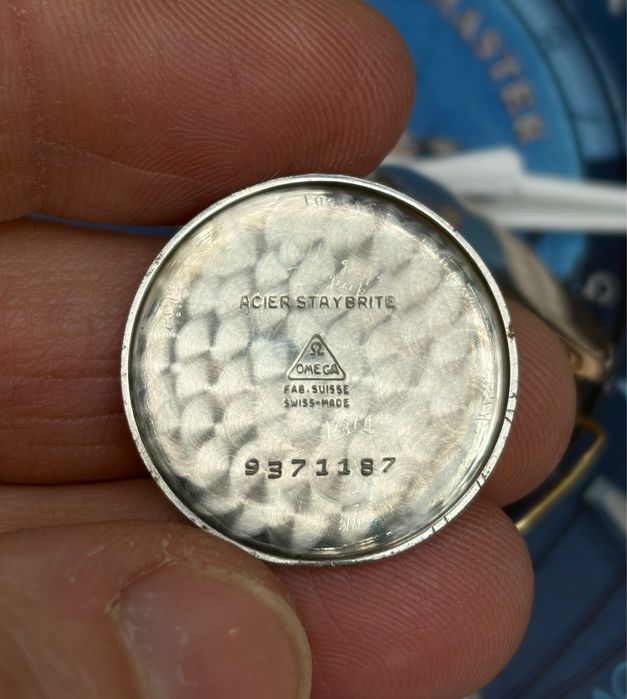 ACIER STAYBRITE
Ω
OMEGA
FAB. SUISSE
SWISS-MADE
9371187